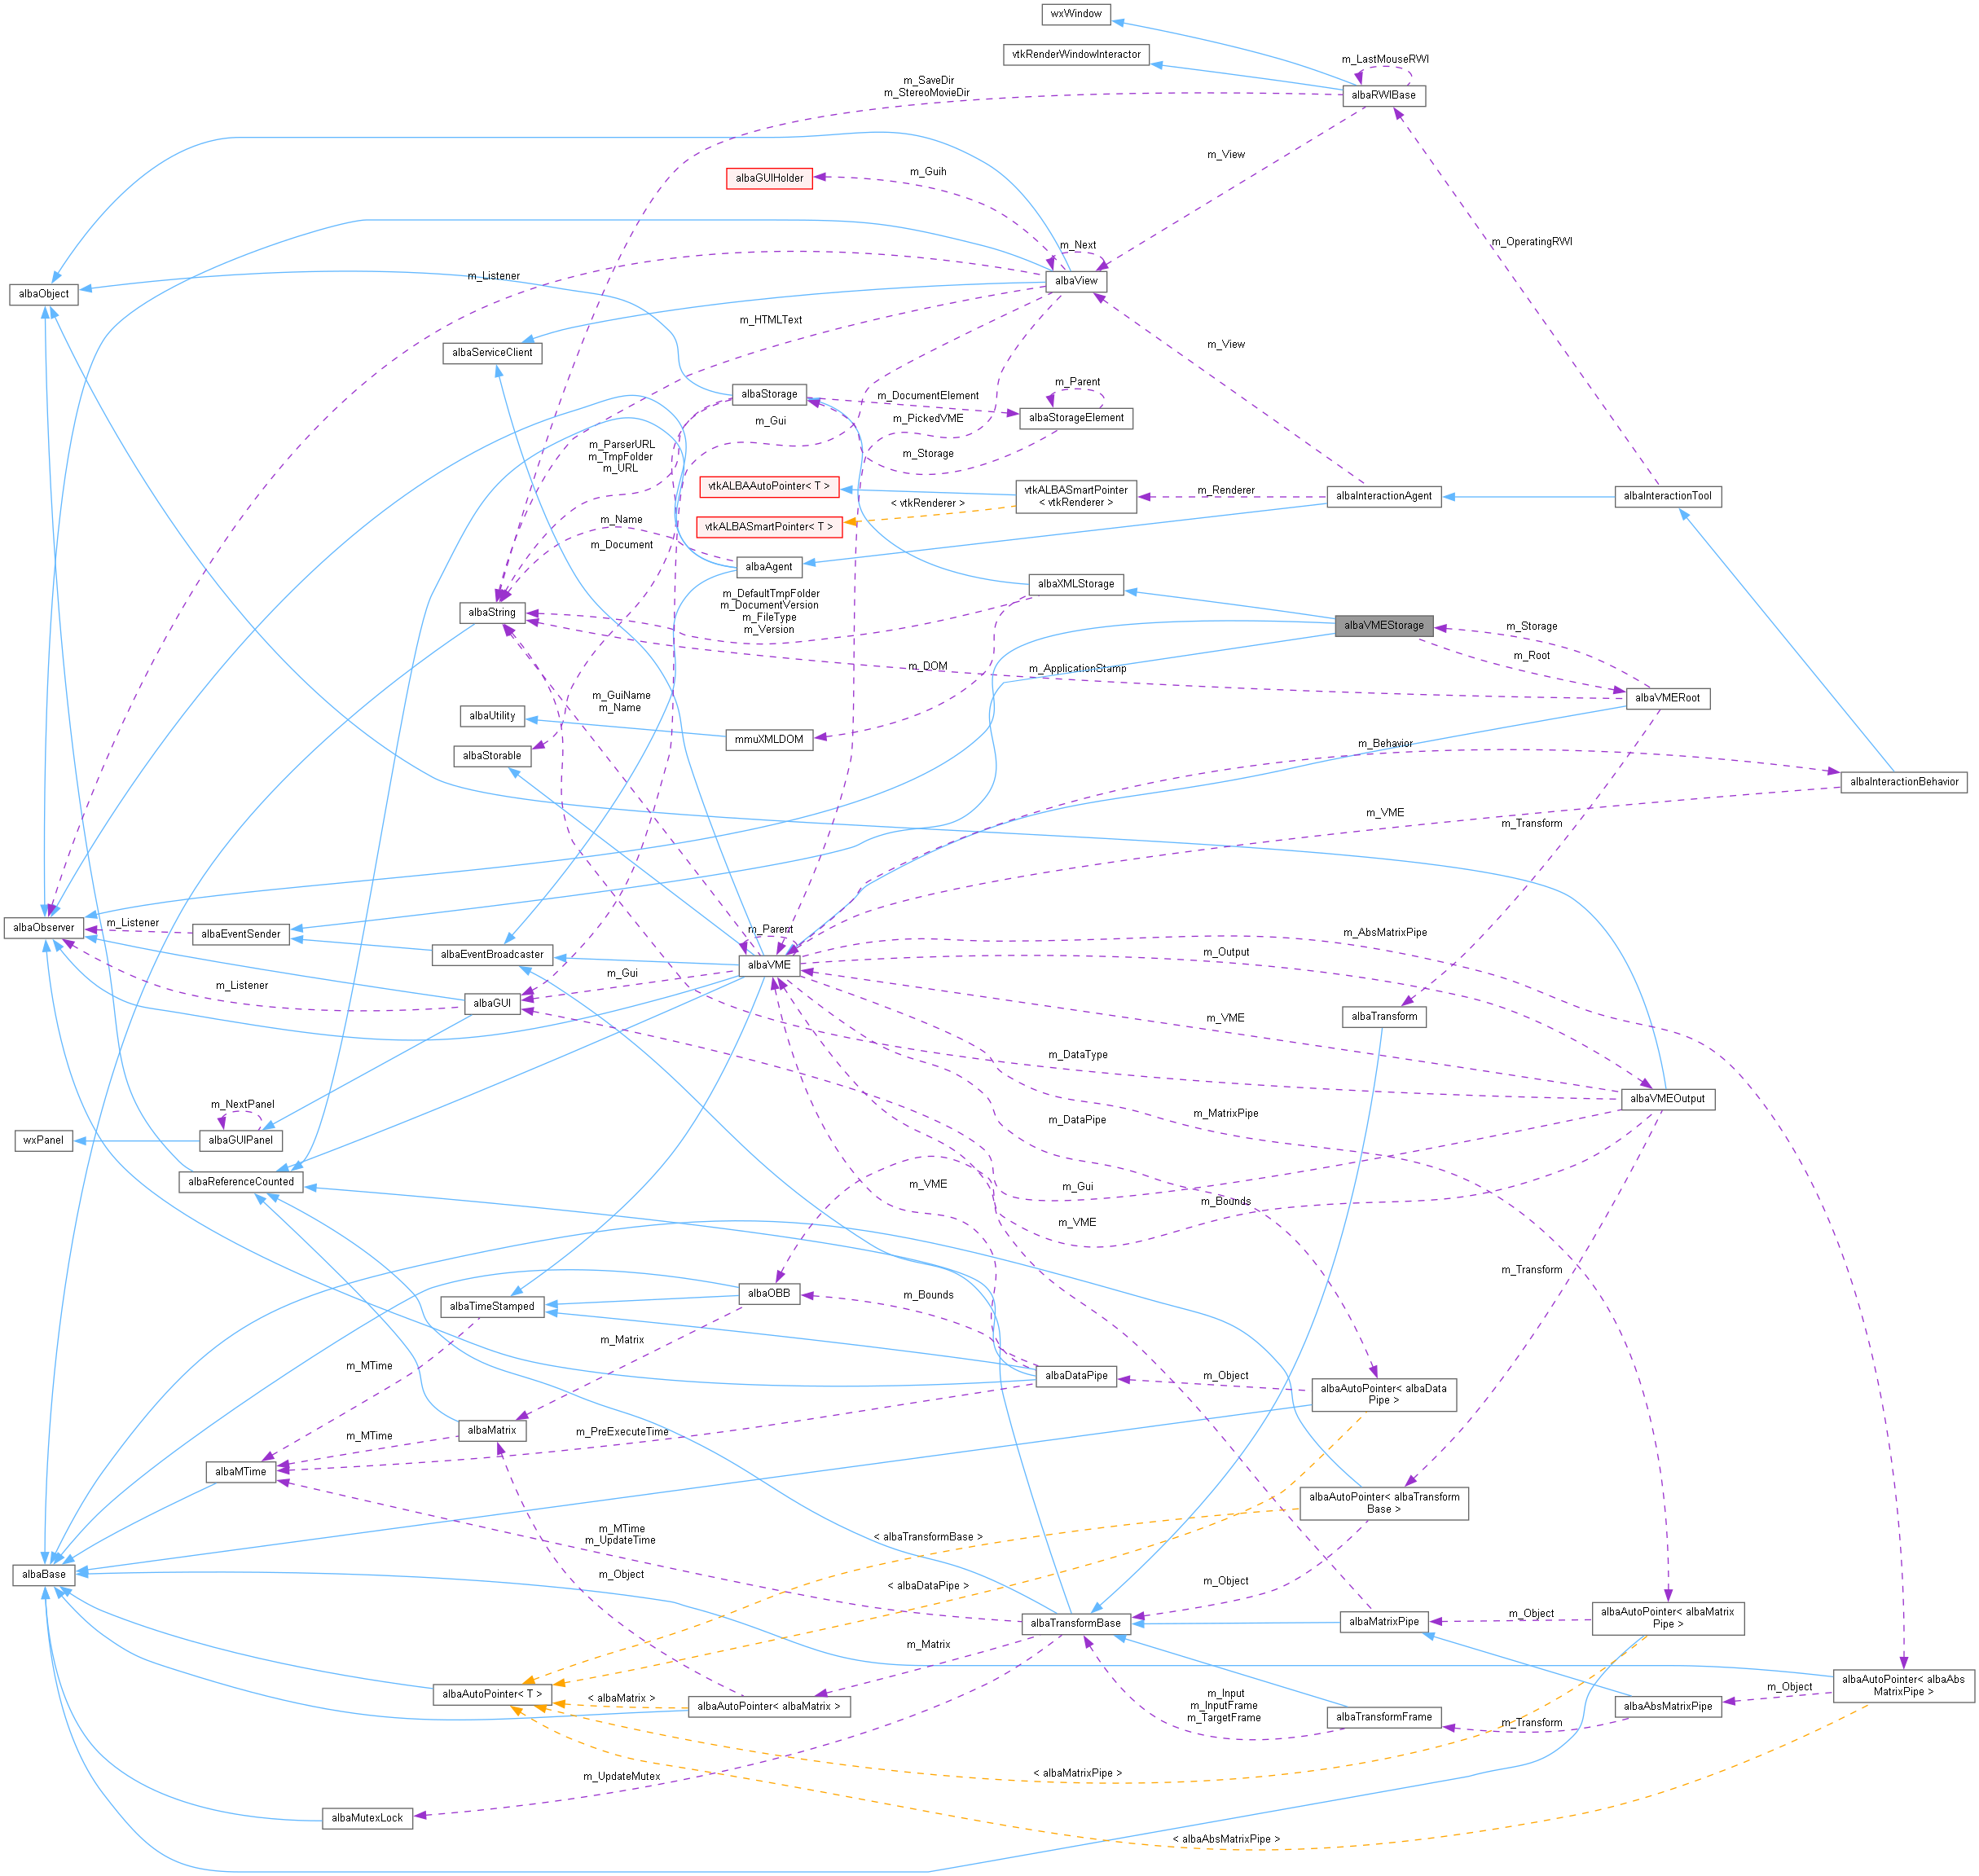 wxWindow
vtkRenderWindowInteractor
m_LastMouseRWI
m_SaveDir
m_StereoMovieDir
albaRWIBase
m_View
m_Guih
albaGUIHolder
m_OperatingRWI
m_Next
m_Listener
albaView
albaObject
m_HTMLText
albaServiceClient
m_View
m_Parent
albaStorage
m_DocumentElement
albaStorageElement
m_Gui
m_PickedVME
m_ParserURL
m_TmpFolder
m_URL
m_Storage
vtkALBAAutoPointer< T >
vtkALBASmartPointer
< vtkRenderer >
m_Renderer
albaInteractionAgent
albaInteractionTool
< vtkRenderer >
vtkALBASmartPointer< T >
m_Name
m_Document
albaAgent
albaXMLStorage
m_DefaultTmpFolder
m_DocumentVersion
m_FileType
m_Version
albaString
albaVMEStorage
m_Storage
m_Root
m_DOM
m_ApplicationStamp
albaVMERoot
m_GuiName
m_Name
albaUtility
mmuXMLDOM
albaStorable
m_Behavior
albaInteractionBehavior
m_VME
m_Transform
m_Listener
albaObserver
albaEventSender
m_Parent
m_AbsMatrixPipe
albaEventBroadcaster
albaVME
m_Output
m_Gui
m_Listener
albaGUI
m_VME
albaTransform
m_DataType
albaVMEOutput
m_NextPanel
m_DataPipe
m_MatrixPipe
wxPanel
albaGUIPanel
albaReferenceCounted
m_VME
m_Gui
m_Bounds
m_VME
m_Transform
albaOBB
m_Bounds
albaTimeStamped
m_Matrix
m_MTime
albaDataPipe
m_Object
albaAutoPointer< albaData
Pipe >
albaMatrix
m_MTime
m_PreExecuteTime
albaMTime
albaAutoPointer< albaTransform
Base >
m_MTime
m_UpdateTime
< albaTransformBase >
albaBase
m_Object
< albaDataPipe >
m_Object
albaTransformBase
albaMatrixPipe
m_Object
albaAutoPointer< albaMatrix
Pipe >
m_Matrix
albaAutoPointer< T >
< albaMatrix >
albaAutoPointer< albaMatrix >
m_Input
m_InputFrame
m_TargetFrame
albaTransformFrame
m_Transform
albaAbsMatrixPipe
m_Object
albaAutoPointer< albaAbs
MatrixPipe >
m_UpdateMutex
< albaMatrixPipe >
albaMutexLock
< albaAbsMatrixPipe >